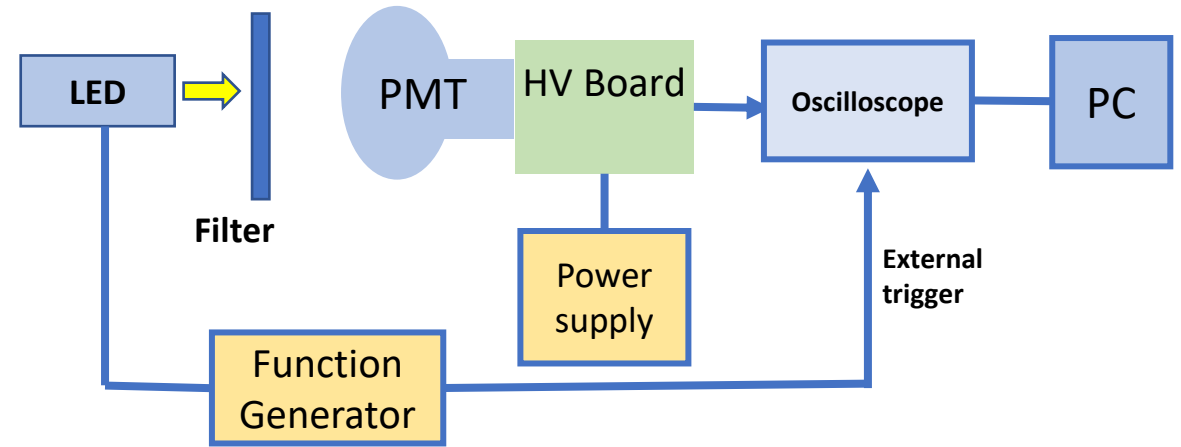 LED
Filter
PMT
HV Board
Oscilloscope
PC
Power
supply
External
trigger
Function
Generator